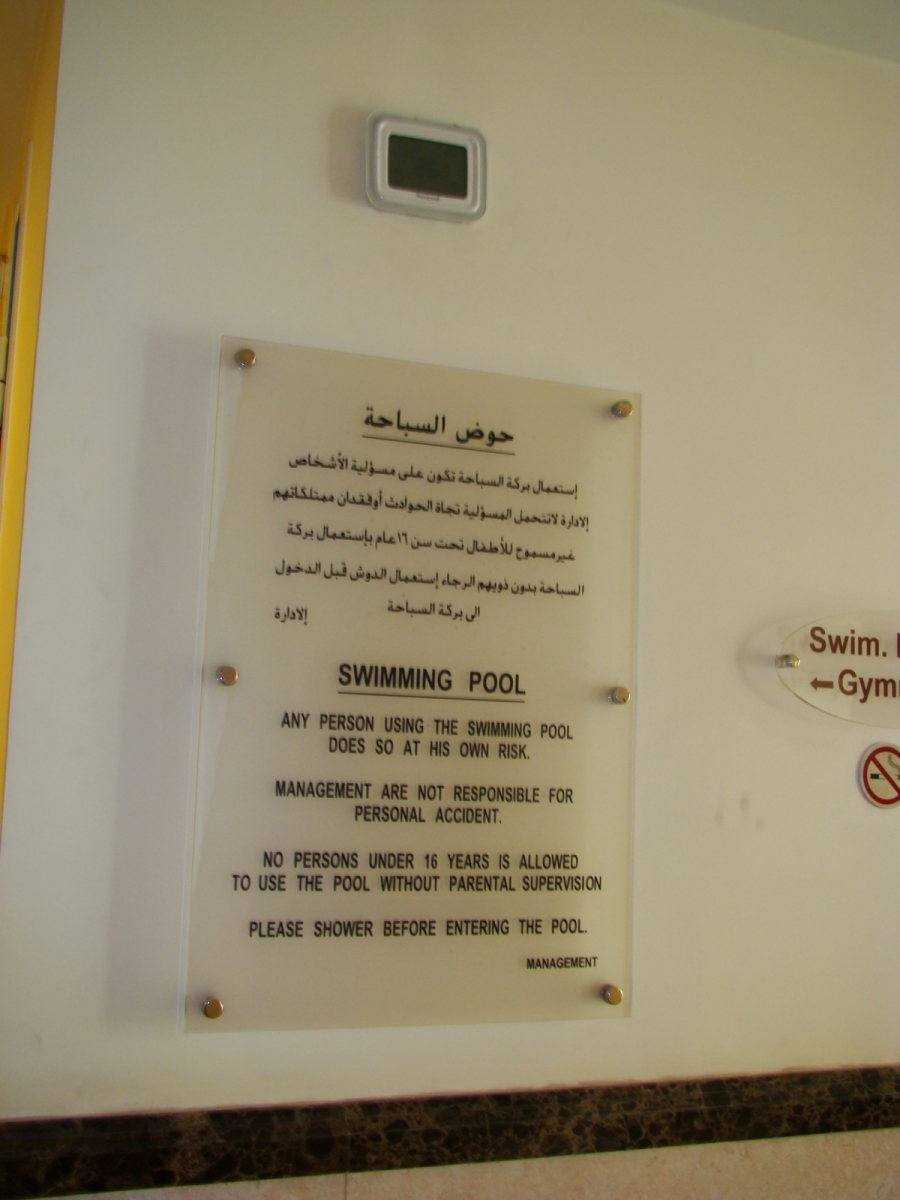 حوض السباحة
إستعمال بركة السباحة تكون على مسؤلية الأشخاص
الادارة لاتتحمل المسؤلية تجاة الحوادث أوفقدان ممتلكاتهم
غيرمسموح للأطفال تحت سن ١٦عام بإستعمال بركة
السباحة بدون ذويهم الرجاء إستعمال الدوش قبل الدخول
الى بركة السباحة
الادارة
SWIMMING POOL
ANY PERSON USING THE SWIMMING POOL
DOES SO AT HIS OWN RISK.
MANAGEMENT ARE NOT RESPONSIBLE FOR
PERSONAL ACCIDENT.
NO PERSONS UNDER 16 YEARS IS ALLOWED
TO USE THE POOL WITHOUT PARENTAL SUPERVISION
PLEASE SHOWER BEFORE ENTERING THE POOL.
MANAGEMENT
Swim.
←Gym